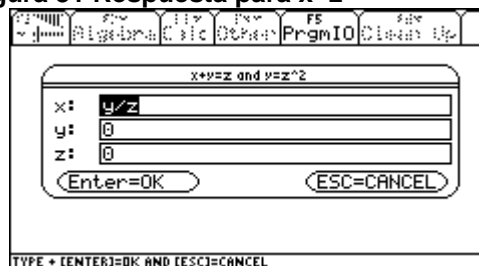 gura 31 Respuesta para x^2
F5
Algebra Calc Other PrgmIO Clean Up
x+y=z and y=z^2
x: y/z
y: 0
z: 0
Enter=OK ESC=CANCEL
TYPE + [ENTER]=OK AND [ESC]=CANCEL